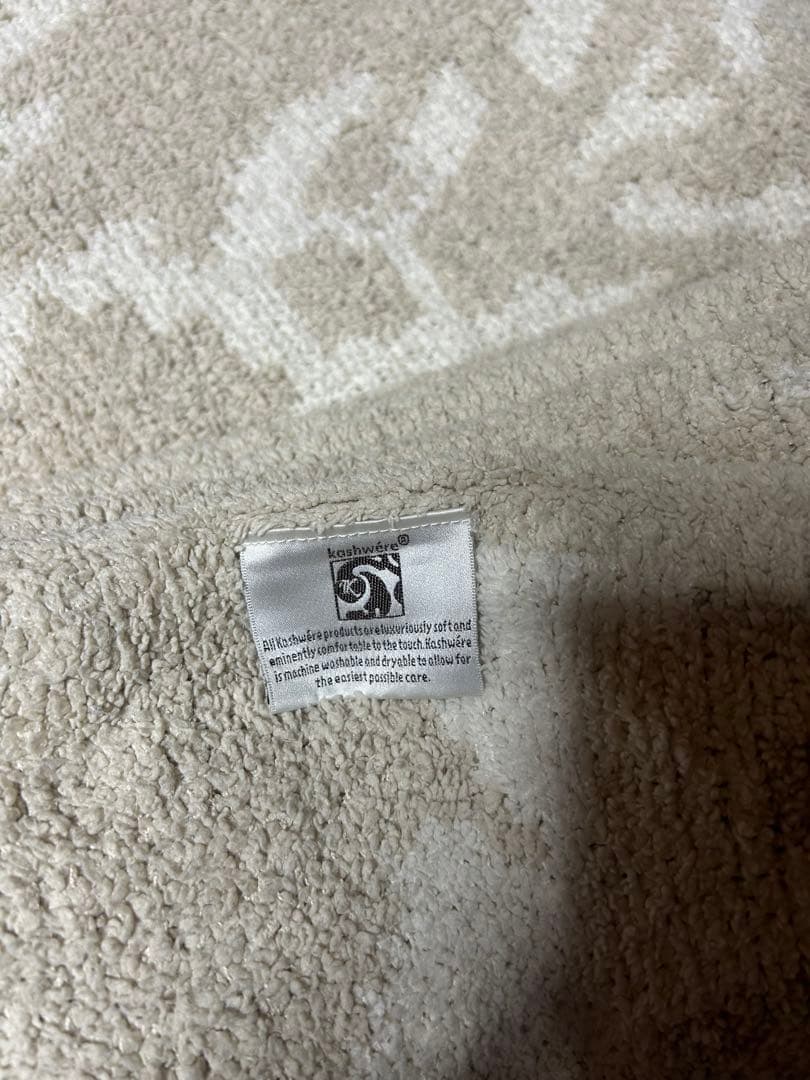 kashwére®
K
All Kashwére products are luxuriously soft and
eminently comfortable to the touch. Kashwére
is machine washable and dryable to allow for
the easiest possible care.